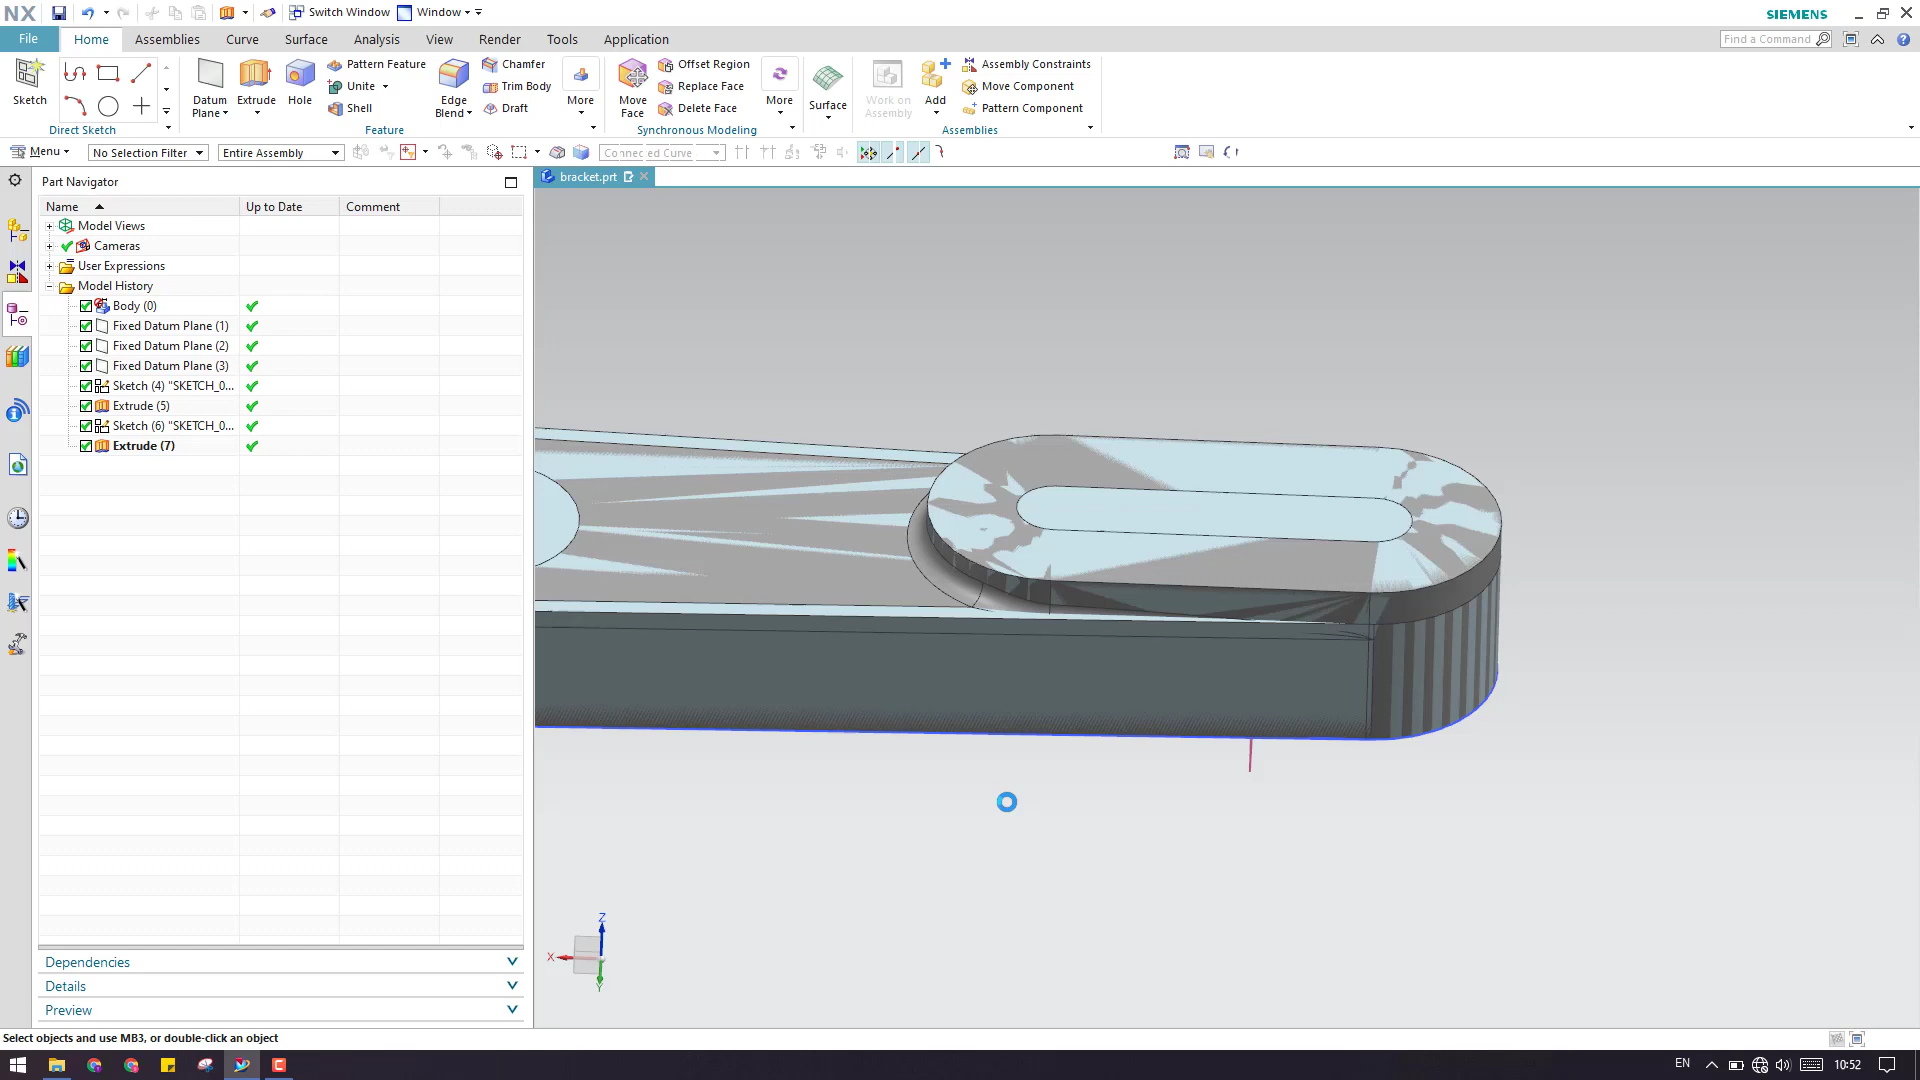 NX Switch Window Window SIEMENS
File Home Assemblies Curve Surface Analysis View Render Tools Application Find a Command
Sketch Datum Plane Extrude Hole Pattern Feature Unite Shell Edge Blend Chamfer Trim Body Draft More Move Face Offset Region Replace Face Delete Face More Surface Work on Assembly Add Assembly Constraints Move Component Pattern Component
Direct Sketch Feature Synchronous Modeling Assemblies
Menu No Selection Filter Entire Assembly
Part Navigator bracket.prt
Name Up to Date Comment
Model Views
Cameras
User Expressions
Model History
Body (0)
Fixed Datum Plane (1)
Fixed Datum Plane (2)
Fixed Datum Plane (3)
Sketch (4) "SKETCH_0...
Extrude (5)
Sketch (6) "SKETCH_0...
Extrude (7)
Z
X
Y
Dependencies
Details
Preview
Select objects and use MB3, or double-click an object
EN 10:52